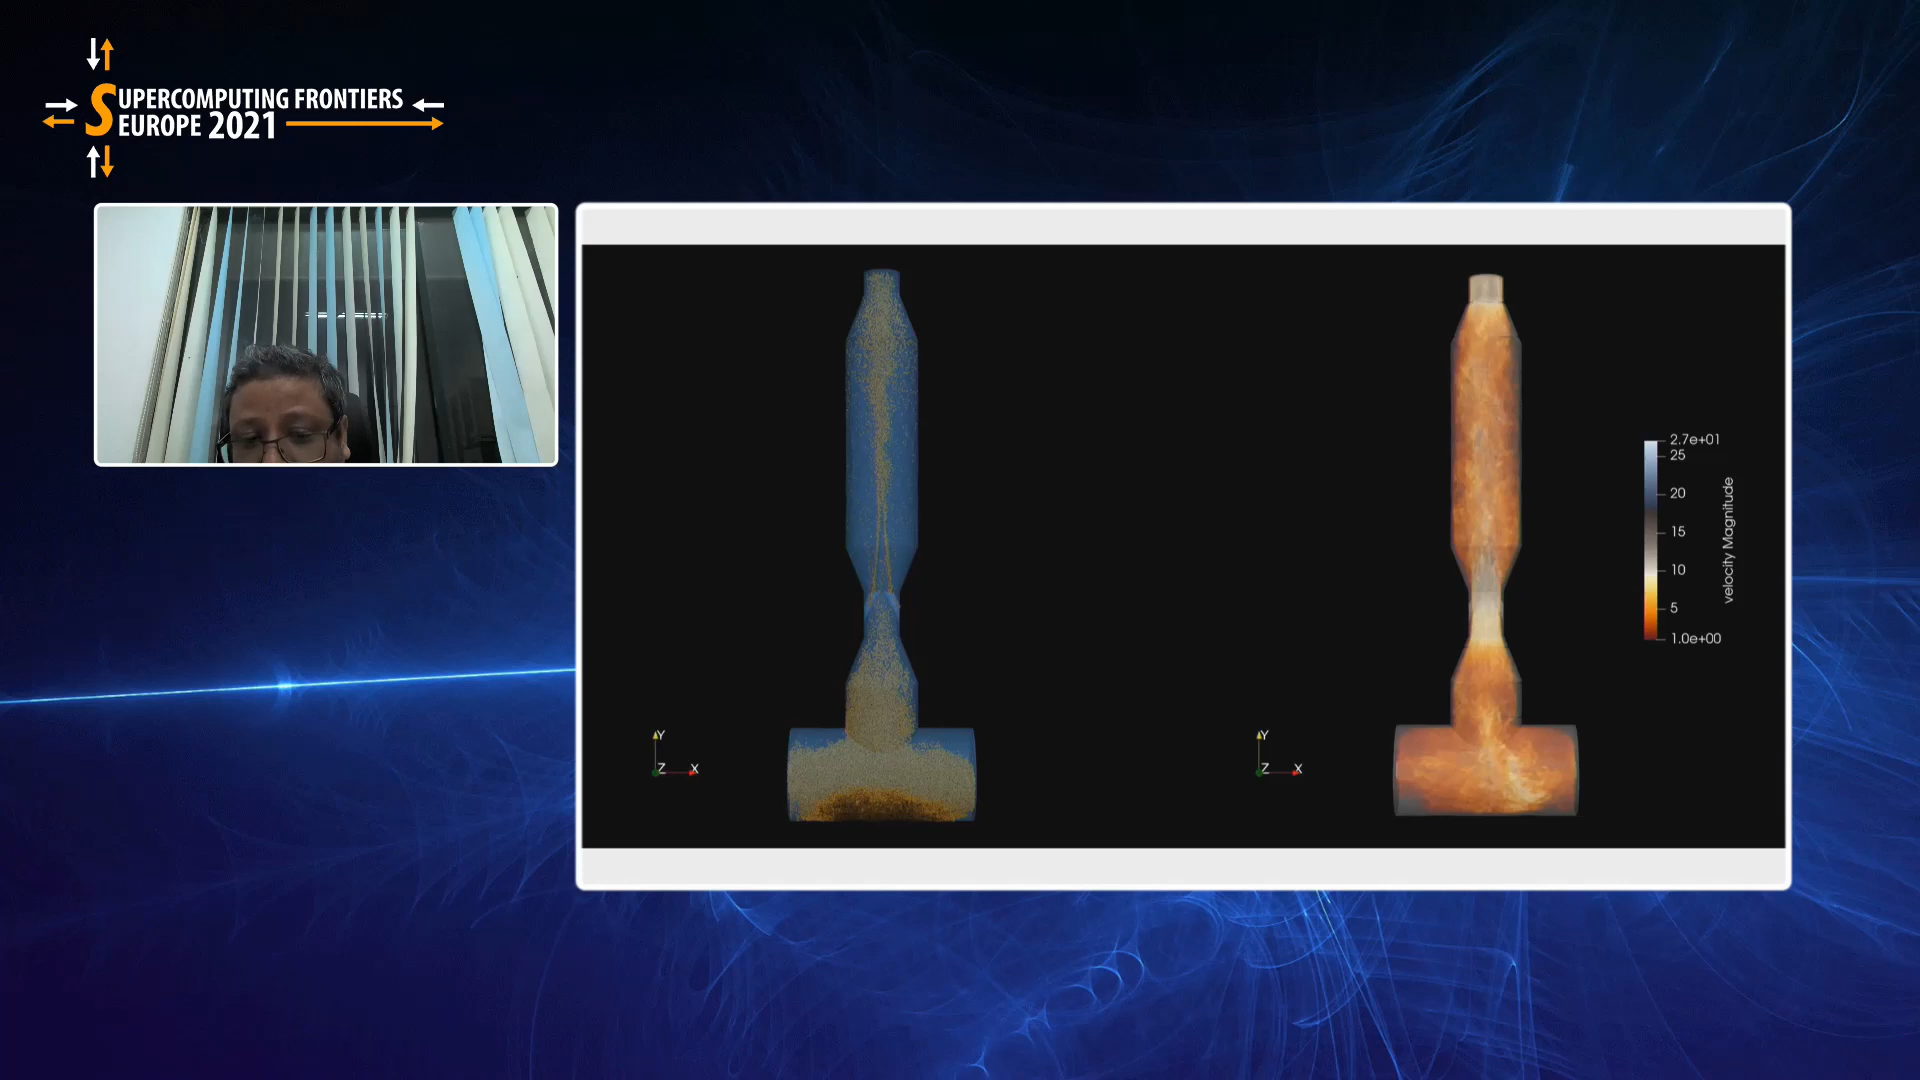 SUPERCOMPUTING FRONTIERS
EUROPE 2021
Y
Z X
Y
Z X
2.7e+01
25
20
15
10
5
1.0e+00
velocity Magnitude